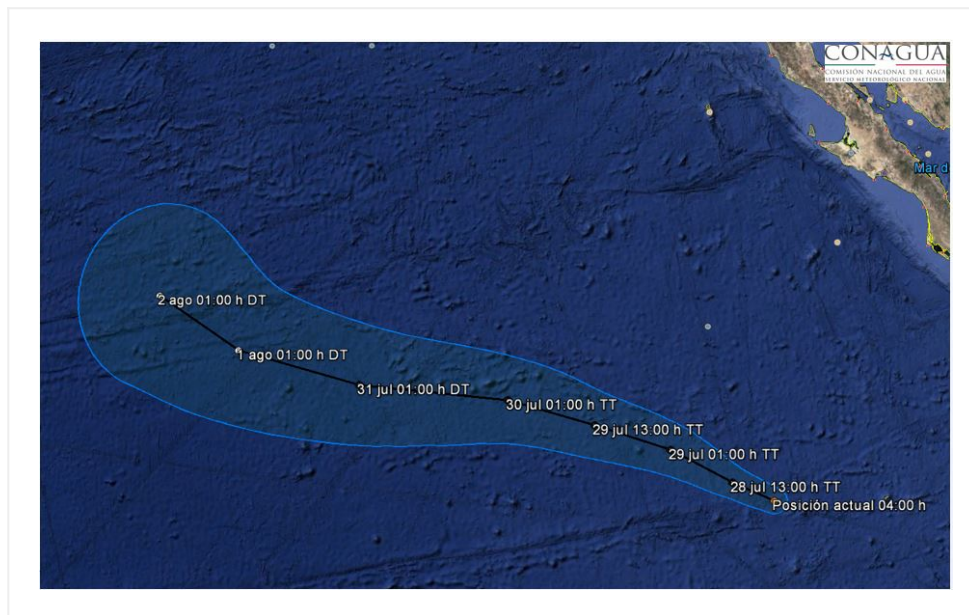 CONAGUA
COMISIÓN NACIONAL DEL AGUA
SERVICIO METEOROLÓGICO NACIONAL
Mar d
2 ago 01:00 h DT
1 ago 01:00 h DT
31 jul 01:00 h DT
30 jul 01:00 h TT
29 jul 13:00 h TT
29 jul 01:00 h TT
28 jul 13:00 h TT
Posición actual 04:00 h